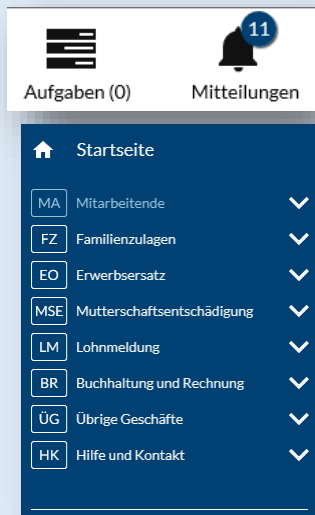 11
Aufgaben (0) Mitteilungen
Startseite
MA Mitarbeitende
FZ Familienzulagen
EO Erwerbsersatz
MSE Mutterschaftsentschädigung
LM Lohnmeldung
BR Buchhaltung und Rechnung
ÜG Übrige Geschäfte
HK Hilfe und Kontakt